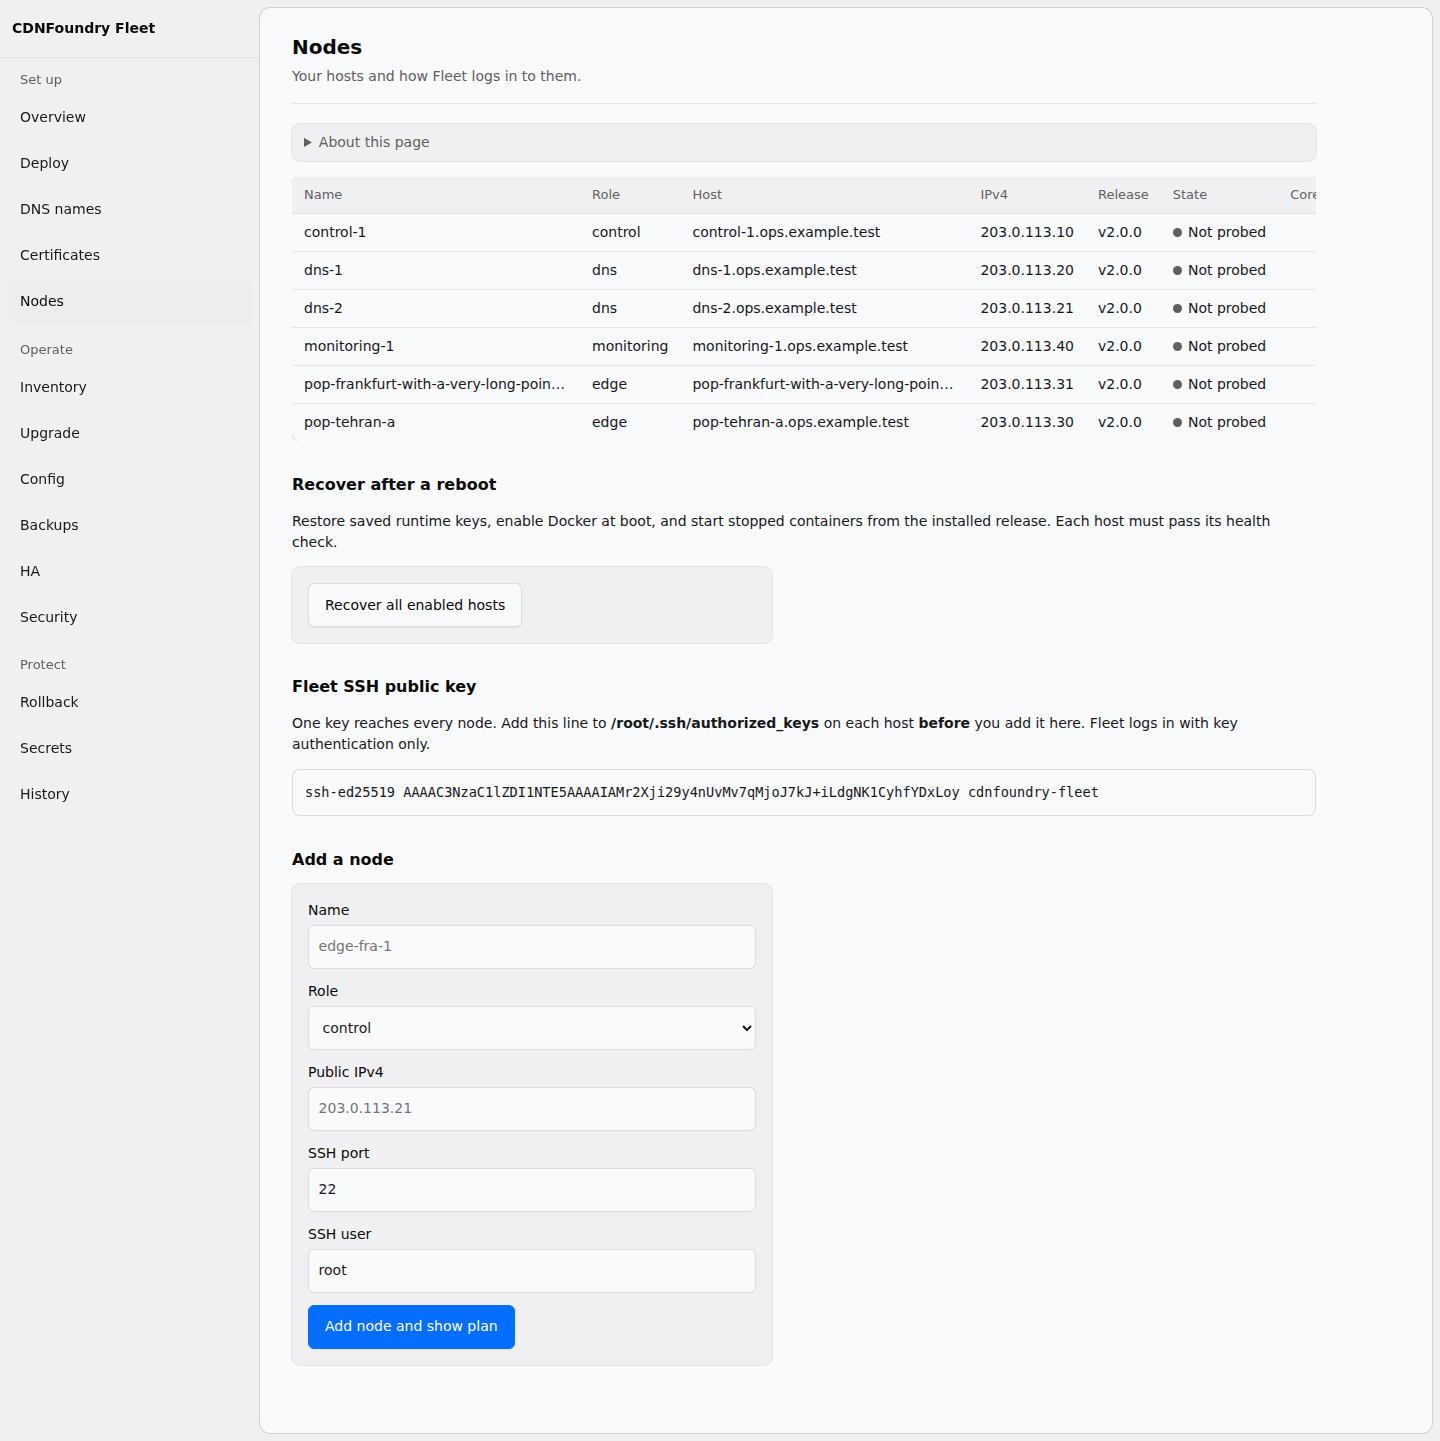 CDNFoundry Fleet
Set up
Overview
Deploy
DNS names
Certificates
Nodes
Operate
Inventory
Upgrade
Config
Backups
HA
Security
Protect
Rollback
Secrets
History
Nodes
Your hosts and how Fleet logs in to them.
About this page
Name Role Host IPv4 Release State Core
control-1 control control-1.ops.example.test 203.0.113.10 v2.0.0 Not probed
dns-1 dns dns-1.ops.example.test 203.0.113.20 v2.0.0 Not probed
dns-2 dns dns-2.ops.example.test 203.0.113.21 v2.0.0 Not probed
monitoring-1 monitoring monitoring-1.ops.example.test 203.0.113.40 v2.0.0 Not probed
pop-frankfurt-with-a-very-long-poin… edge pop-frankfurt-with-a-very-long-poin… 203.0.113.31 v2.0.0 Not probed
pop-tehran-a edge pop-tehran-a.ops.example.test 203.0.113.30 v2.0.0 Not probed
Recover after a reboot
Restore saved runtime keys, enable Docker at boot, and start stopped containers from the installed release. Each host must pass its health
check.
Recover all enabled hosts
Fleet SSH public key
One key reaches every node. Add this line to /root/.ssh/authorized_keys on each host before you add it here. Fleet logs in with key
authentication only.
ssh-ed25519 AAAAC3NzaC1lZDI1NTE5AAAAIAMr2Xji29y4nUvMv7qMjoJ7kJ+iLdgNK1CyhfYDxLoy cdnfoundry-fleet
Add a node
Name
edge-fra-1
Role
control
Public IPv4
203.0.113.21
SSH port
22
SSH user
root
Add node and show plan